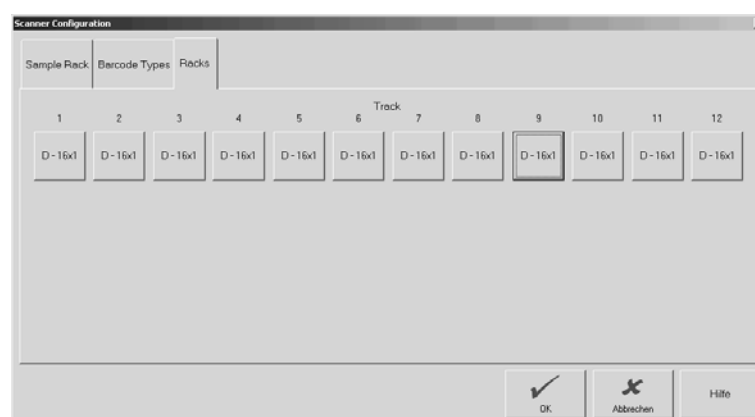 Scanner Configuration
Sample Rack Barcode Types Racks
Track
1 2 3 4 5 6 7 8 9 10 11 12
D - 16x1 D - 16x1 D - 16x1 D - 16x1 D - 16x1 D - 16x1 D - 16x1 D - 16x1 D - 16x1 D - 16x1 D - 16x1 D - 16x1
OK Abbrechen Hilfe